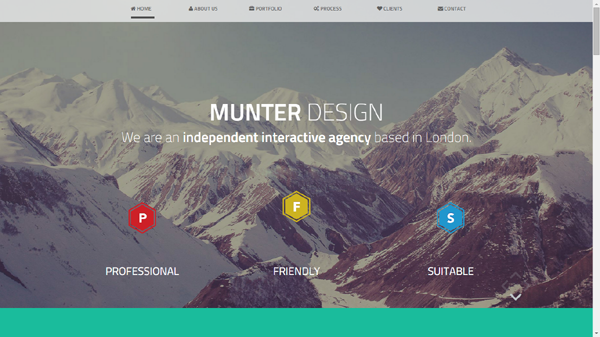 HOME ABOUT US PORTFOLIO PROCESS CLIENTS CONTACT
MUNTER DESIGN
We are an independent interactive agency based in London.
P F S
PROFESSIONAL FRIENDLY SUITABLE